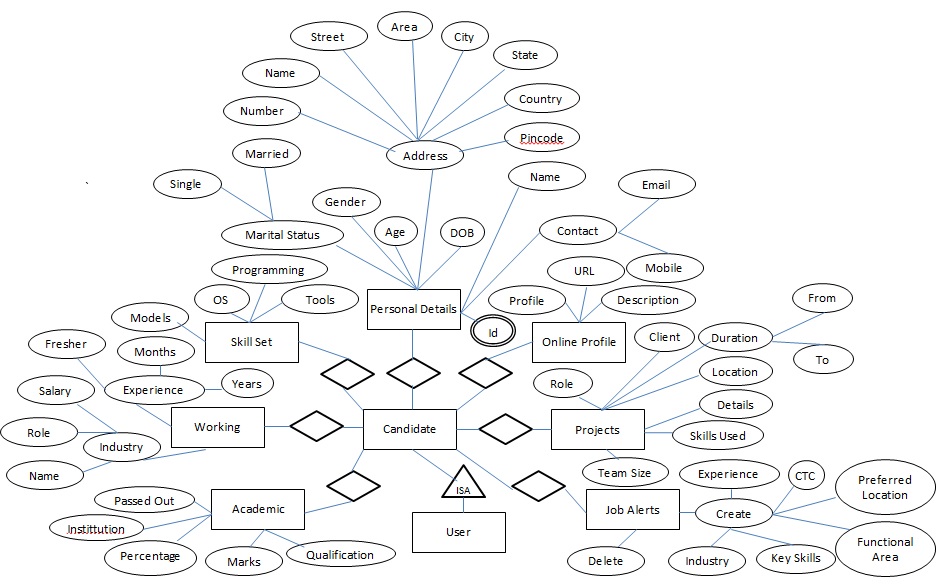 Area
Street
City
State
Name
Country
Number
Pincode
Married
Address
Name
Single
Email
Gender
Contact
Marital Status
Age
DOB
Programming
URL
Mobile
OS
Tools
Personal Details
Profile
Description
From
Models
Id
Skill Set
Online Profile
Client
Duration
Fresher
Months
To
Location
Salary
Experience
Years
Role
Details
Role
Working
Candidate
Projects
Skills Used
Industry
Name
Team Size
Experience
CTC
Preferred
Location
ISA
Passed Out
Academic
Job Alerts
Create
Instittution
User
Functional
Area
Percentage
Marks
Qualification
Delete
Industry
Key Skills